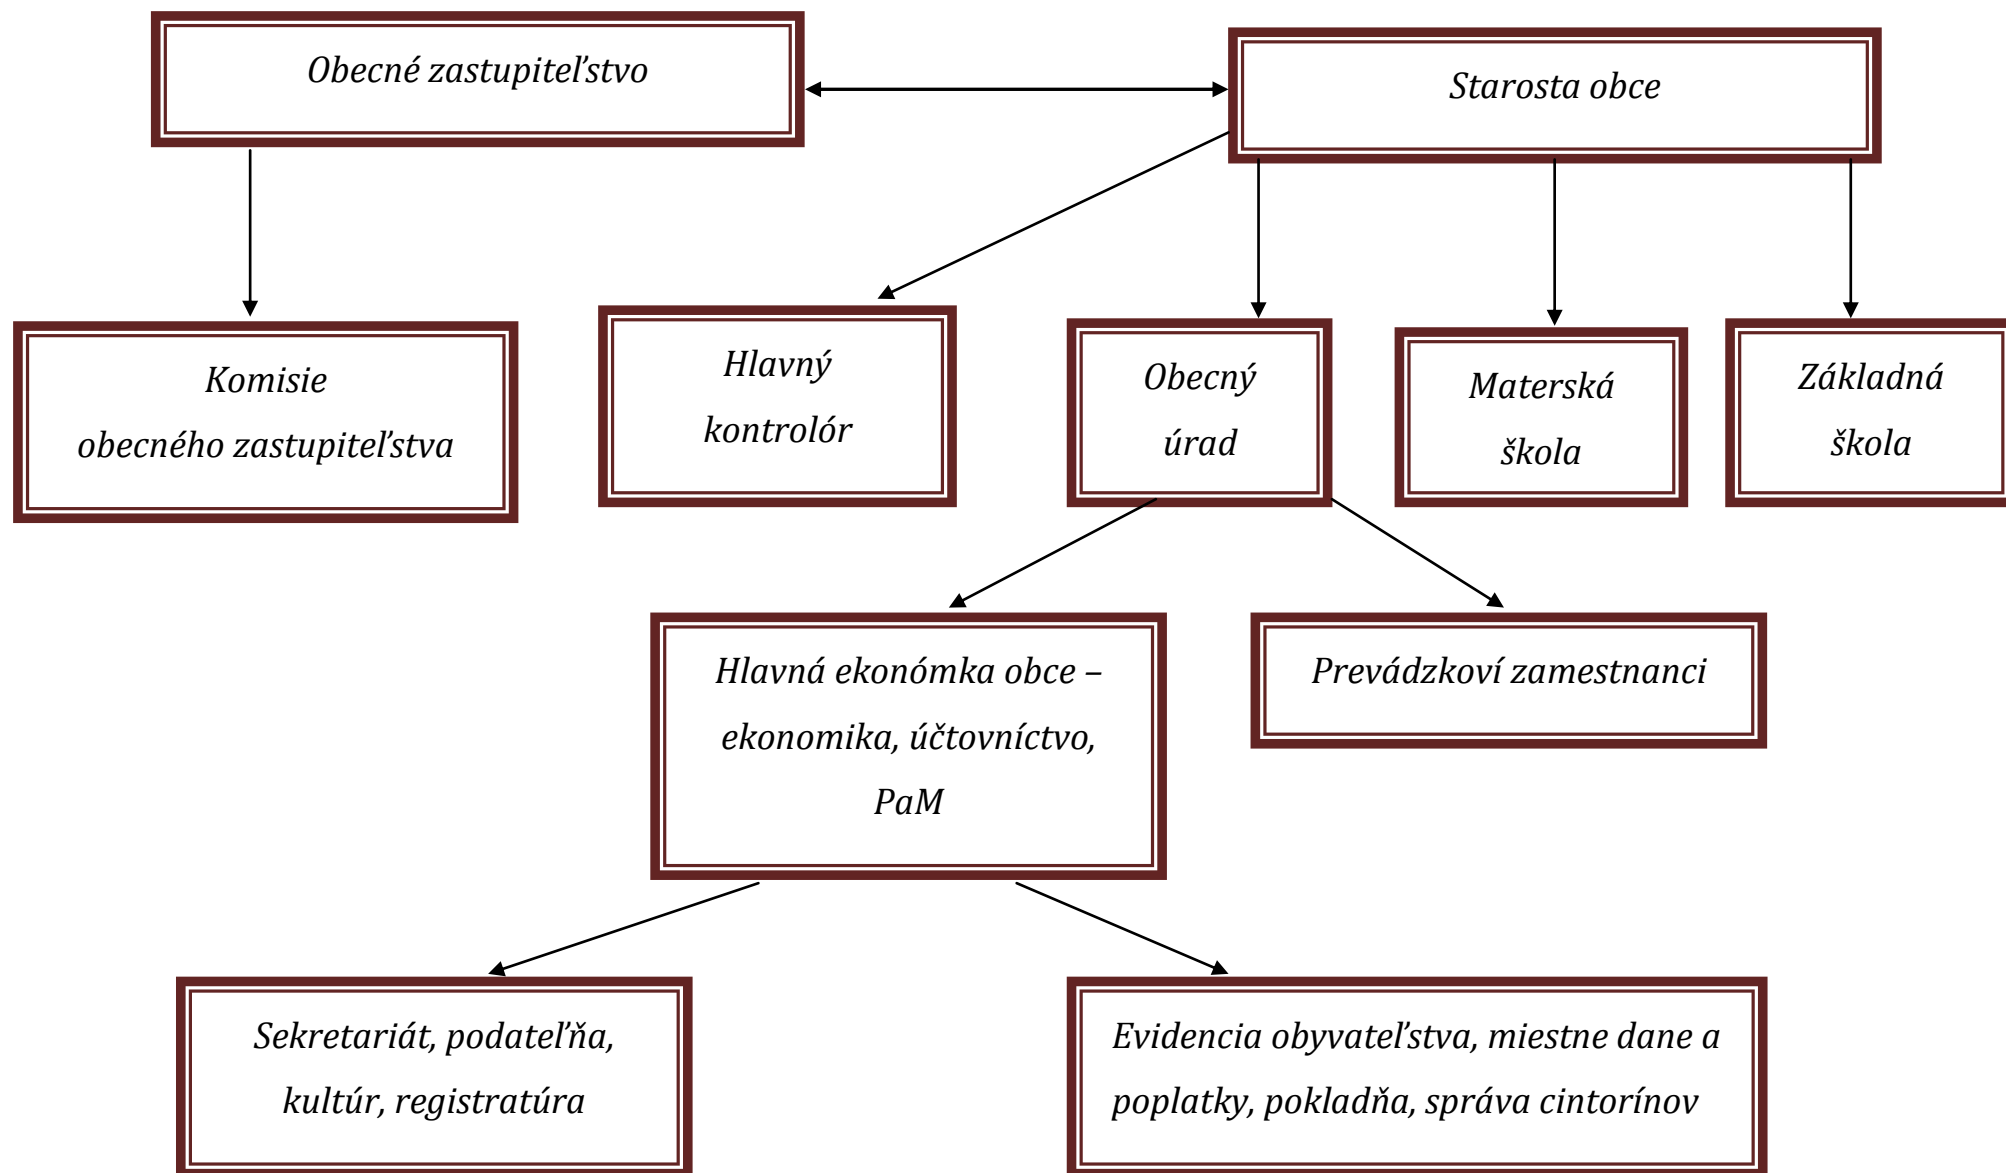 Obecné zastupiteľstvo
Starosta obce
Komisie
obecného zastupiteľstva
Hlavný
kontrolór
Obecný
úrad
Materská
škola
Základná
škola
Hlavná ekonómka obce –
ekonomika, účtovníctvo,
PaM
Prevádzkoví zamestnanci
Sekretariát, podateľňa,
kultúr, registratúra
Evidencia obyvateľstva, miestne dane a
poplatky, pokladňa, správa cintorínov